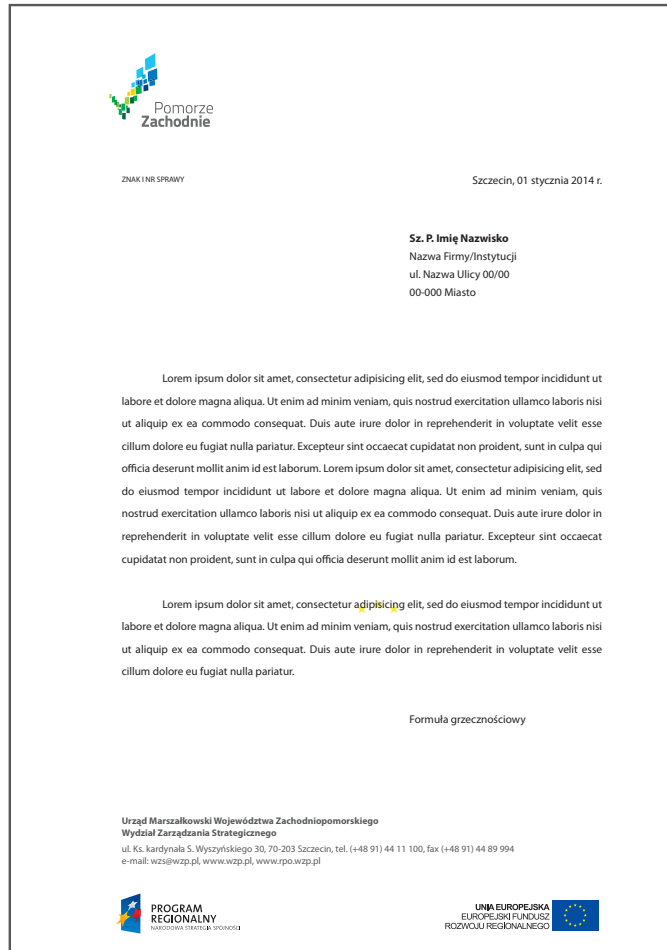 Pomorze
Zachodnie
ZNAK I NR SPRAWY
Szczecin, 01 stycznia 2014 r.
Sz. P. Imię Nazwisko
Nazwa Firmy/Instytucji
ul. Nazwa Ulicy 00/00
00-000 Miasto
Lorem ipsum dolor sit amet, consectetur adipisicing elit, sed do eiusmod tempor incididunt ut
labore et dolore magna aliqua. Ut enim ad minim veniam, quis nostrud exercitation ullamco laboris nisi
ut aliquip ex ea commodo consequat. Duis aute irure dolor in reprehenderit in voluptate velit esse
cillum dolore eu fugiat nulla pariatur. Excepteur sint occaecat cupidatat non proident, sunt in culpa qui
officia deserunt mollit anim id est laborum. Lorem ipsum dolor sit amet, consectetur adipisicing elit, sed
do eiusmod tempor incididunt ut labore et dolore magna aliqua. Ut enim ad minim veniam, quis
nostrud exercitation ullamco laboris nisi ut aliquip ex ea commodo consequat. Duis aute irure dolor in
reprehenderit in voluptate velit esse cillum dolore eu fugiat nulla pariatur. Excepteur sint occaecat
cupidatat non proident, sunt in culpa qui officia deserunt mollit anim id est laborum.
Lorem ipsum dolor sit amet, consectetur adipisicing elit, sed do eiusmod tempor incididunt ut
labore et dolore magna aliqua. Ut enim ad minim veniam, quis nostrud exercitation ullamco laboris nisi
ut aliquip ex ea commodo consequat. Duis aute irure dolor in reprehenderit in voluptate velit esse
cillum dolore eu fugiat nulla pariatur.
Formuła grzecznościowy
Urząd Marszałkowski Województwa Zachodniopomorskiego
Wydział Zarządzania Strategicznego
ul. Ks. kardynała S. Wyszyńskiego 30, 70-203 Szczecin, tel. (+48 91) 44 11 100, fax (+48 91) 44 89 994
e-mail: wzs@wzp.pl, www.wzp.pl, www.rpo.wzp.pl
PROGRAM
REGIONALNY
NARODOWA STRATEGIA SPÓJNOŚCI
UNIA EUROPEJSKA
EUROPEJSKI FUNDUSZ
ROZWOJU REGIONALNEGO